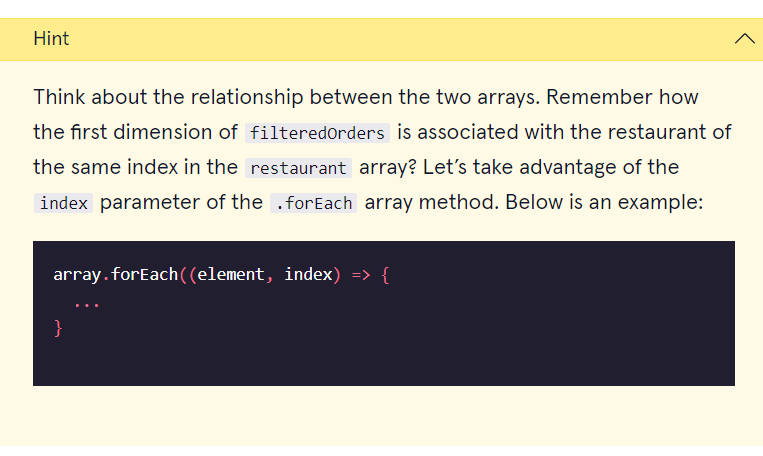 Hint
Think about the relationship between the two arrays. Remember how
the first dimension of filteredOrders is associated with the restaurant of
the same index in the restaurant array? Let’s take advantage of the
index parameter of the .forEach array method. Below is an example:
array.forEach((element, index) => {
  ...
}